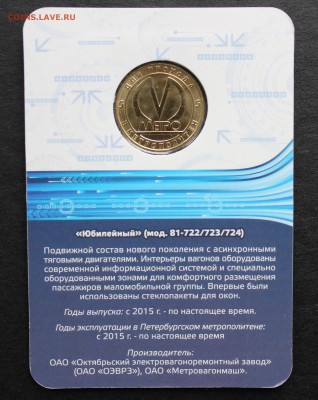 COINS.LAVE.RU
МЕТРО
«Юбилейный» (мод. 81-722/723/724)
Подвижной состав нового поколения с асинхронными
тяговыми двигателями. Интерьеры вагонов оборудованы
современной информационной системой и специально
оборудованными зонами для комфортного размещения
пассажиров маломобильной группы. Впервые были
использованы стеклопакеты для окон.
Годы выпуска: с 2015 г. - по настоящее время.
Годы эксплуатации в Петербургском метрополитене:
с 2015 г. - по настоящее время
Производитель:
ОАО «Октябрьский электровагоноремонтный завод»
(ОАО «ОЭВРЗ»), ОАО «Метровагонмаш».